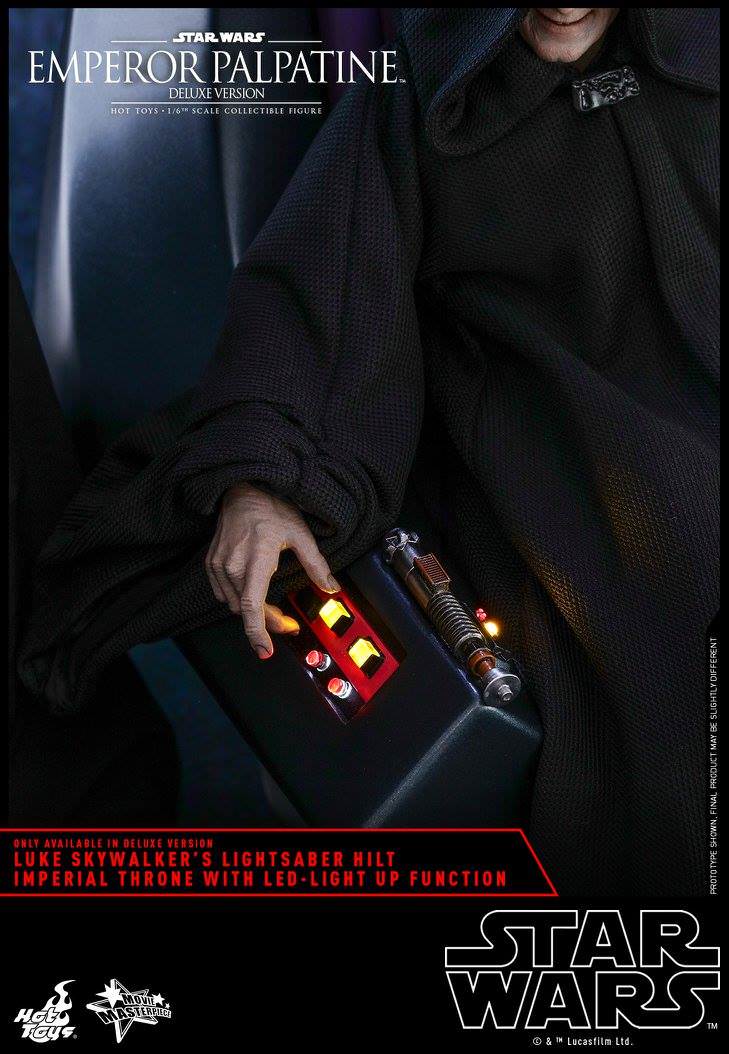 STAR WARS
EMPEROR PALPATINE™
DELUXE VERSION
HOT TOYS • 1/6TH SCALE COLLECTIBLE FIGURE
PROTOTYPE SHOWN, FINAL PRODUCT MAY BE SLIGHTLY DIFFERENT
ONLY AVAILABLE IN DELUXE VERSION
LUKE SKYWALKER'S LIGHTSABER HILT
IMPERIAL THRONE WITH LED-LIGHT UP FUNCTION
Hot Toys®
MOVIE MASTERPIECE
STAR WARS™
© & ™ Lucasfilm Ltd.